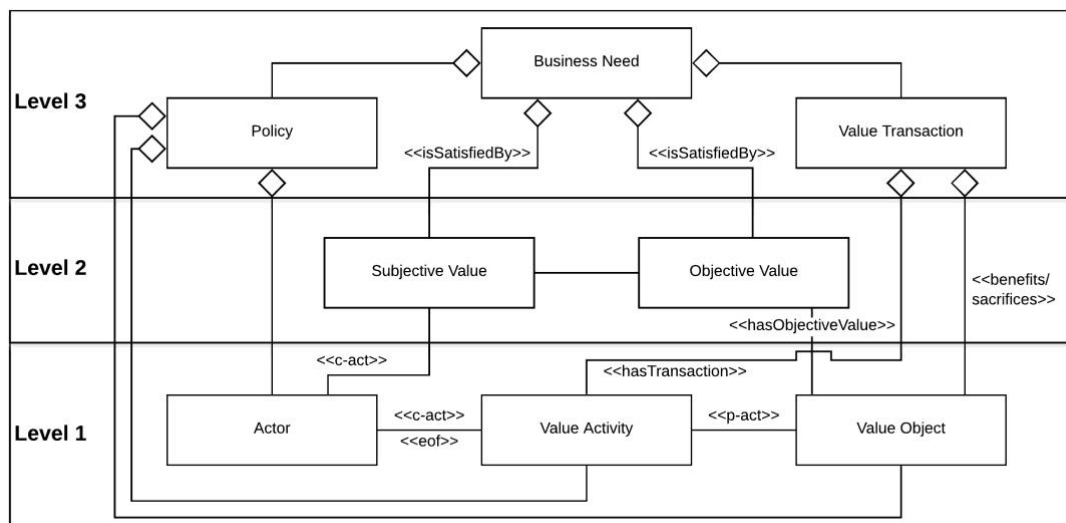 Business Need
Level 3
Policy
Value Transaction
<<isSatisfiedBy>>
<<isSatisfiedBy>>
Level 2
Subjective Value
Objective Value
<<benefits/
sacrifices>>
<<hasObjectiveValue>>
<<c-act>>
<<hasTransaction>>
Level 1
Actor
<<c-act>>
<<eof>>
Value Activity
<<p-act>>
Value Object